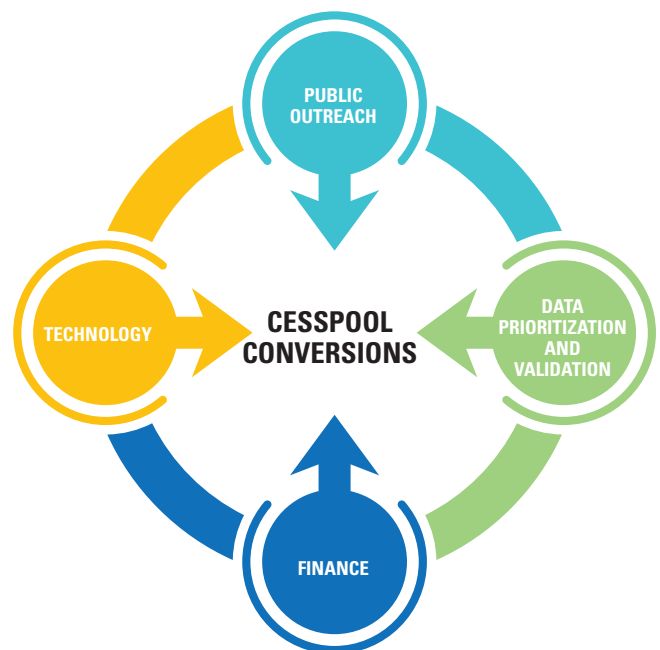 PUBLIC
OUTREACH
TECHNOLOGY
CESSPOOL
CONVERSIONS
DATA
PRIORITIZATION
AND
VALIDATION
FINANCE